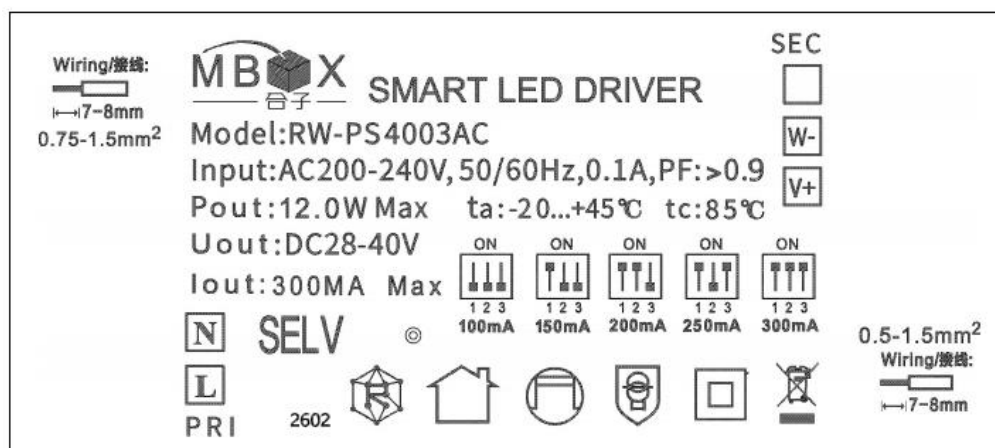 Wiring/接线:
7-8mm
0.75-1.5mm²
MBOX
合子
SMART LED DRIVER
SEC
W-
V+
Model:RW-PS4003AC
Input:AC200-240V,50/60Hz,0.1A,PF:>0.9
Pout:12.0W Max ta:-20...+45℃ tc:85℃
Uout:DC28-40V
Iout:300MA Max
ON ON ON ON ON
1 2 3 1 2 3 1 2 3 1 2 3 1 2 3
100mA 150mA 200mA 250mA 300mA
N
SELV
L
PRI
2602
R
0.5-1.5mm²
Wiring/接线:
7-8mm